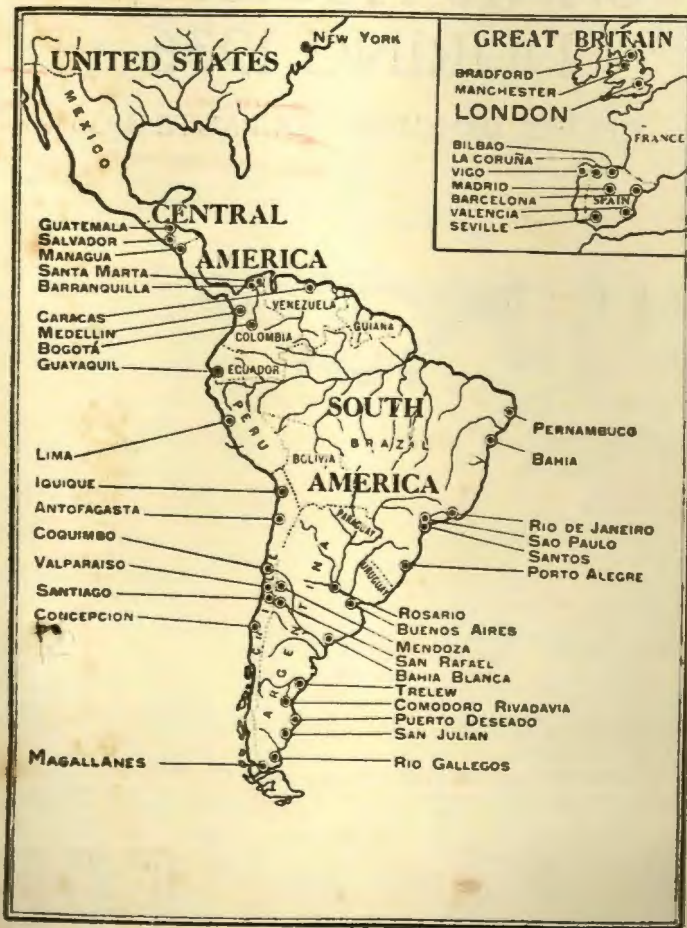 NEW YORK
UNITED STATES
MEXICO
GREAT BRITAIN
BRADFORD
MANCHESTER
LONDON
FRANCE
BILBAO
LA CORUÑA
VIGO
MADRID
BARCELONA
SPAIN
VALENCIA
SEVILLE
CENTRAL
AMERICA
GUATEMALA
SALVADOR
MANAGUA
SANTA MARTA
BARRANQUILLA
CARACAS
MEDELLIN
BOGOTÁ
GUAYAQUIL
VENEZUELA
GUIANA
COLOMBIA
ECUADOR
PERU
SOUTH
AMERICA
BRAZIL
BOLIVIA
PARAGUAY
URUGUAY
CHILE
ARGENTINA
LIMA
IQUIQUE
ANTOFAGASTA
COQUIMBO
VALPARAISO
SANTIAGO
CONCEPCION
MAGALLANES
PERNAMBUCO
BAHIA
RIO DE JANEIRO
SAO PAULO
SANTOS
PORTO ALEGRE
ROSARIO
BUENOS AIRES
MENDOZA
SAN RAFAEL
BAHIA BLANCA
TRELEW
COMODORO RIVADAVIA
PUERTO DESEADO
SAN JULIAN
RIO GALLEGOS